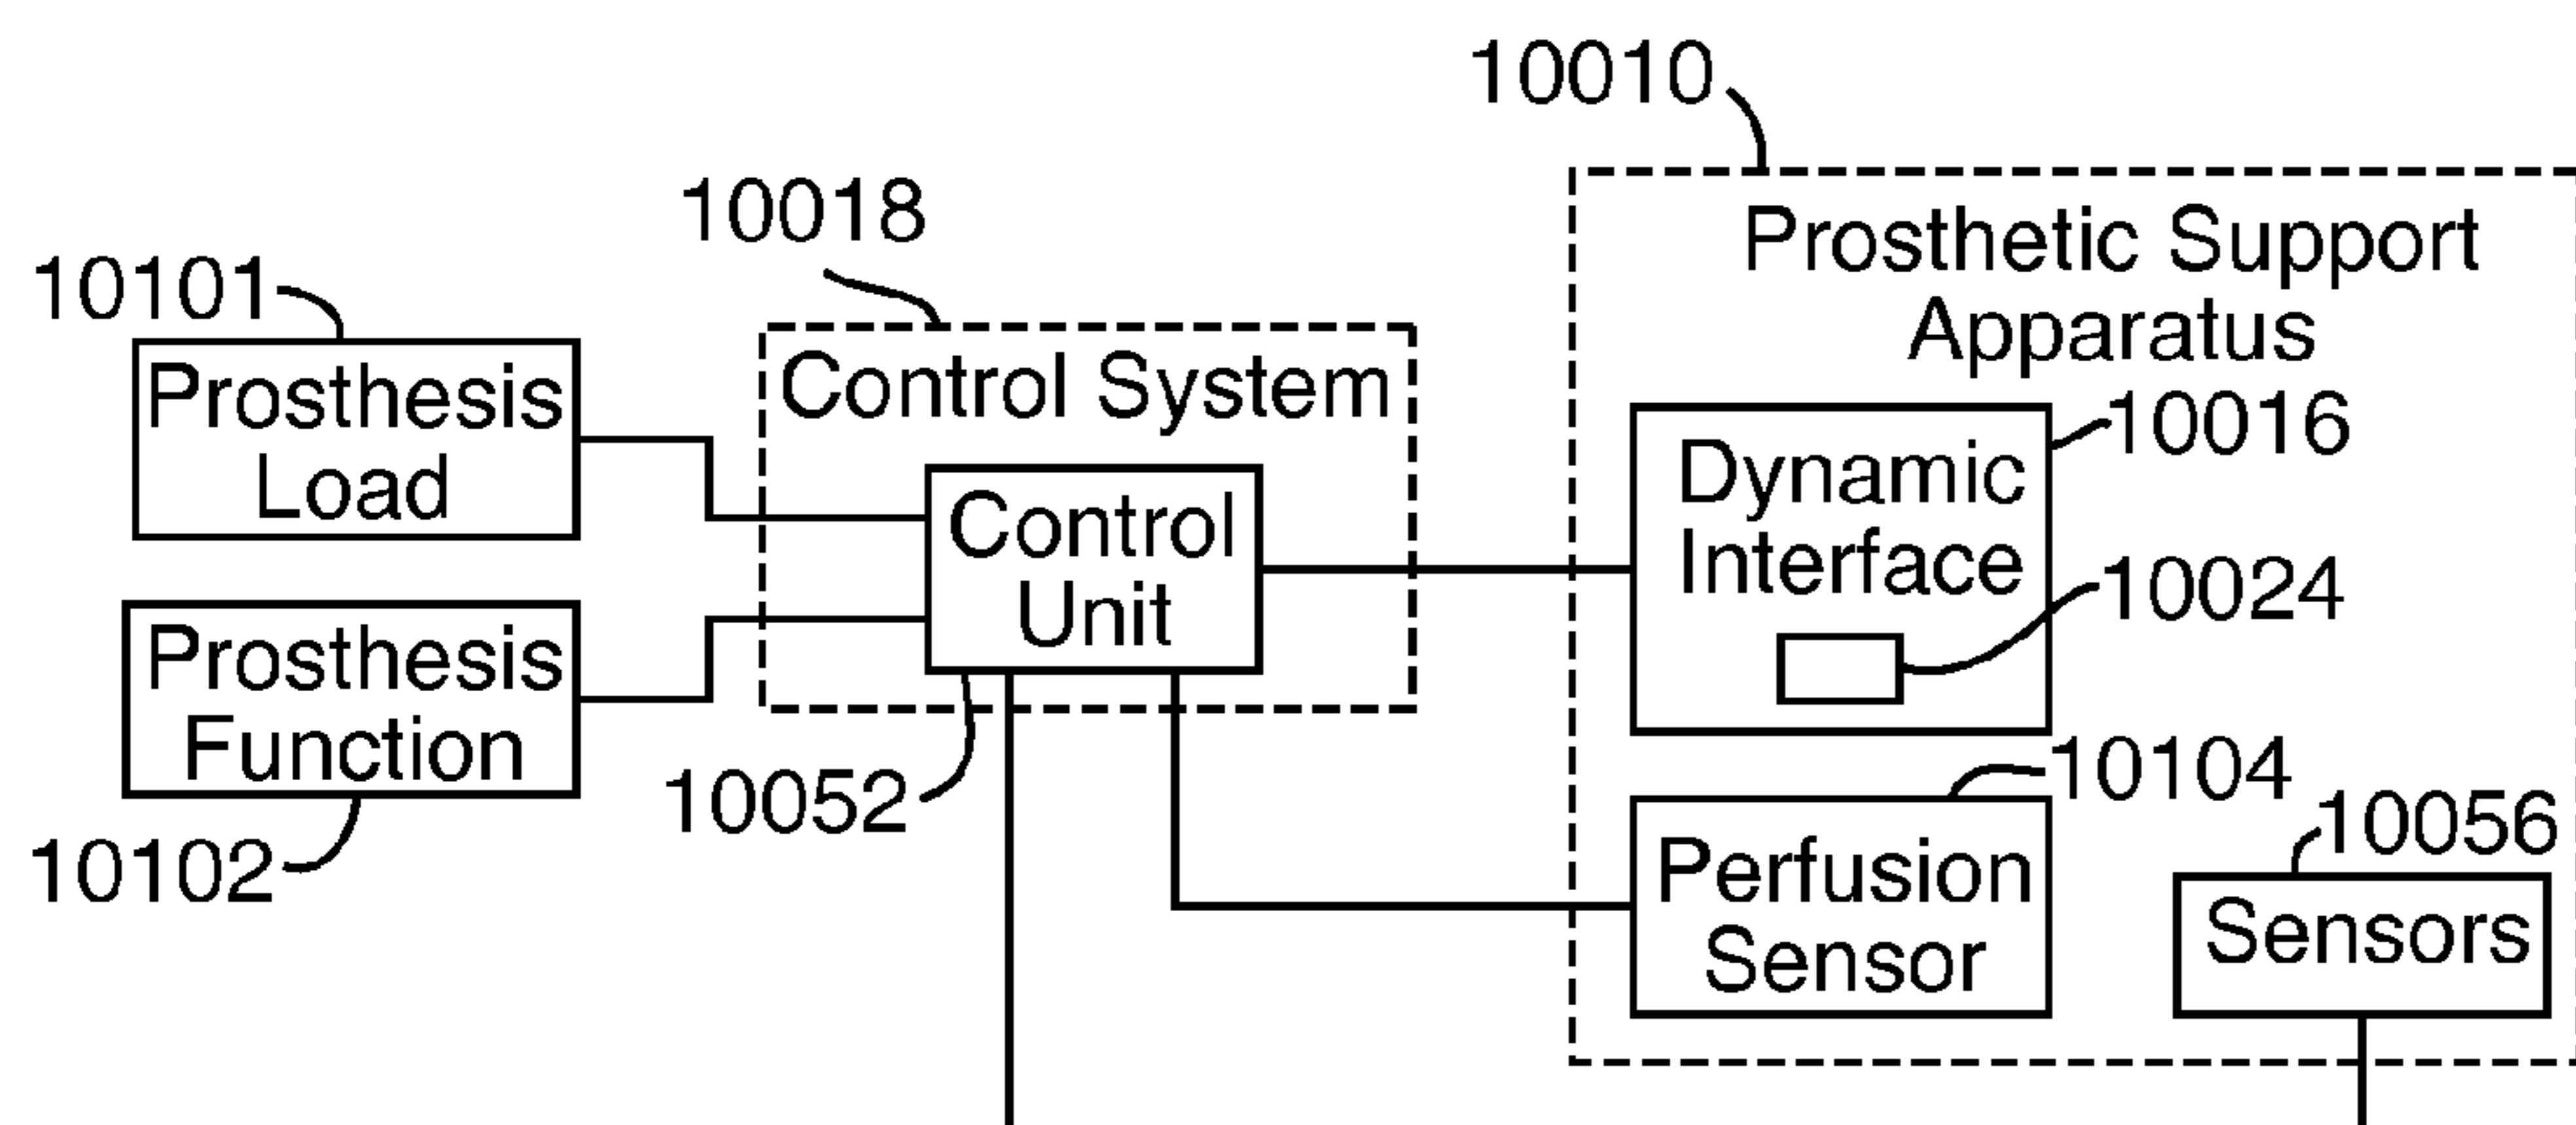 10010
10018
Prosthetic Support
Apparatus
10101
Control System
Prosthesis
Load
10016
Dynamic
Interface
Control
Unit
10024
Prosthesis
Function
10052
10104
10102
Perfusion
Sensor
10056
Sensors